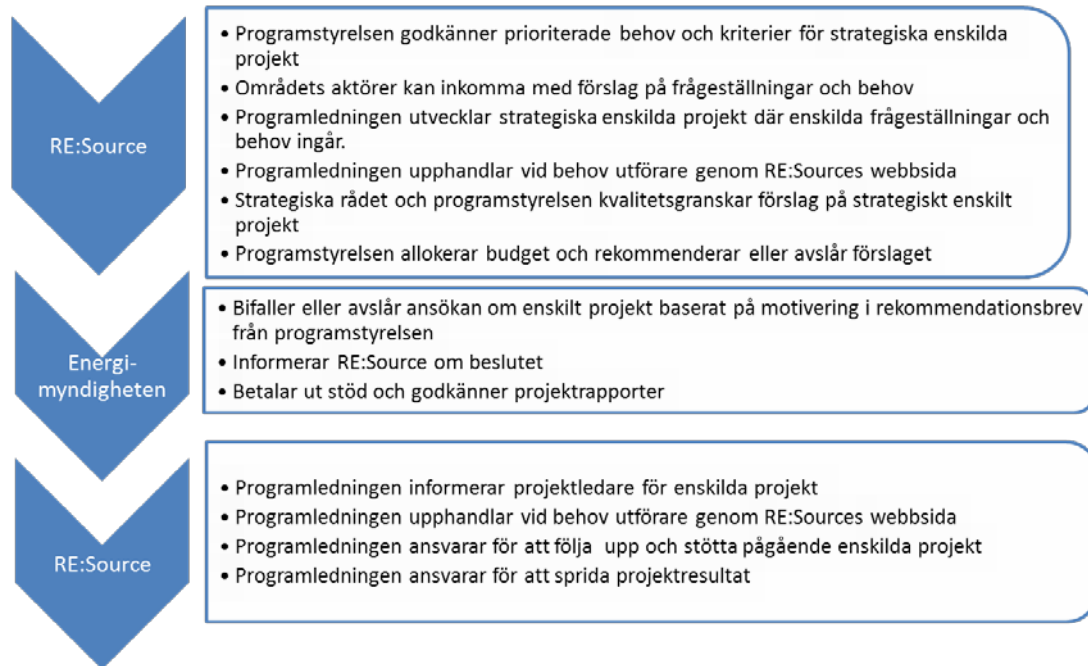 RE:Source
• Programstyrelsen godkänner prioriterade behov och kriterier för strategiska enskilda
projekt
• Områdets aktörer kan inkomma med förslag på frågeställningar och behov
• Programledningen utvecklar strategiska enskilda projekt där enskilda frågeställningar och
behov ingår.
• Programledningen upphandlar vid behov utförare genom RE:Sources webbsida
• Strategiska rådet och programstyrelsen kvalitetsgranskar förslag på strategiskt enskilt
projekt
• Programstyrelsen allokerar budget och rekommenderar eller avslår förslaget
Energi-
myndigheten
• Bifaller eller avslår ansökan om enskilt projekt baserat på motivering i rekommendationsbrev
från programstyrelsen
• Informerar RE:Source om beslutet
• Betalar ut stöd och godkänner projektrapporter
RE:Source
• Programledningen informerar projektledare för enskilda projekt
• Programledningen upphandlar vid behov utförare genom RE:Sources webbsida
• Programledningen ansvarar för att följa upp och stötta pågående enskilda projekt
• Programledningen ansvarar för att sprida projektresultat